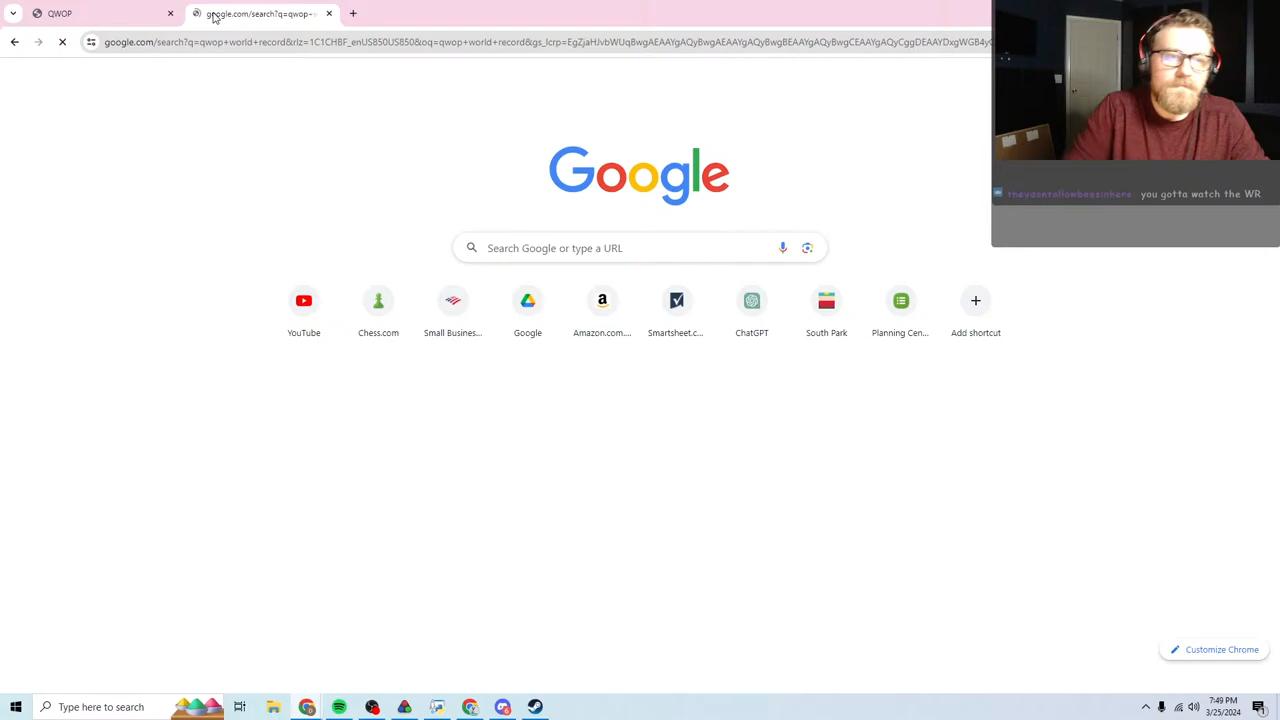 QWOP
google.com/search?q=qwop+
google.com/search?q=qwop+world+record&rlz=1C1CHBF_enUS850US850&oq=qwop+world+record&gs_lcrp=EgZjaHJvbWUqBwgAEAAYgAQyBwgAEAAYgAQyBwgBEAAYgAQyBwgCEAAYgAQyCggDEAAYDxgWGB4y
you gotta watch the WR
Google
Search Google or type a URL
YouTube
Chess.com
Small Busines...
Google
Amazon.com....
Smartsheet.c...
ChatGPT
South Park
Planning Cen...
Add shortcut
Customize Chrome
Type here to search
7:49 PM
3/25/2024